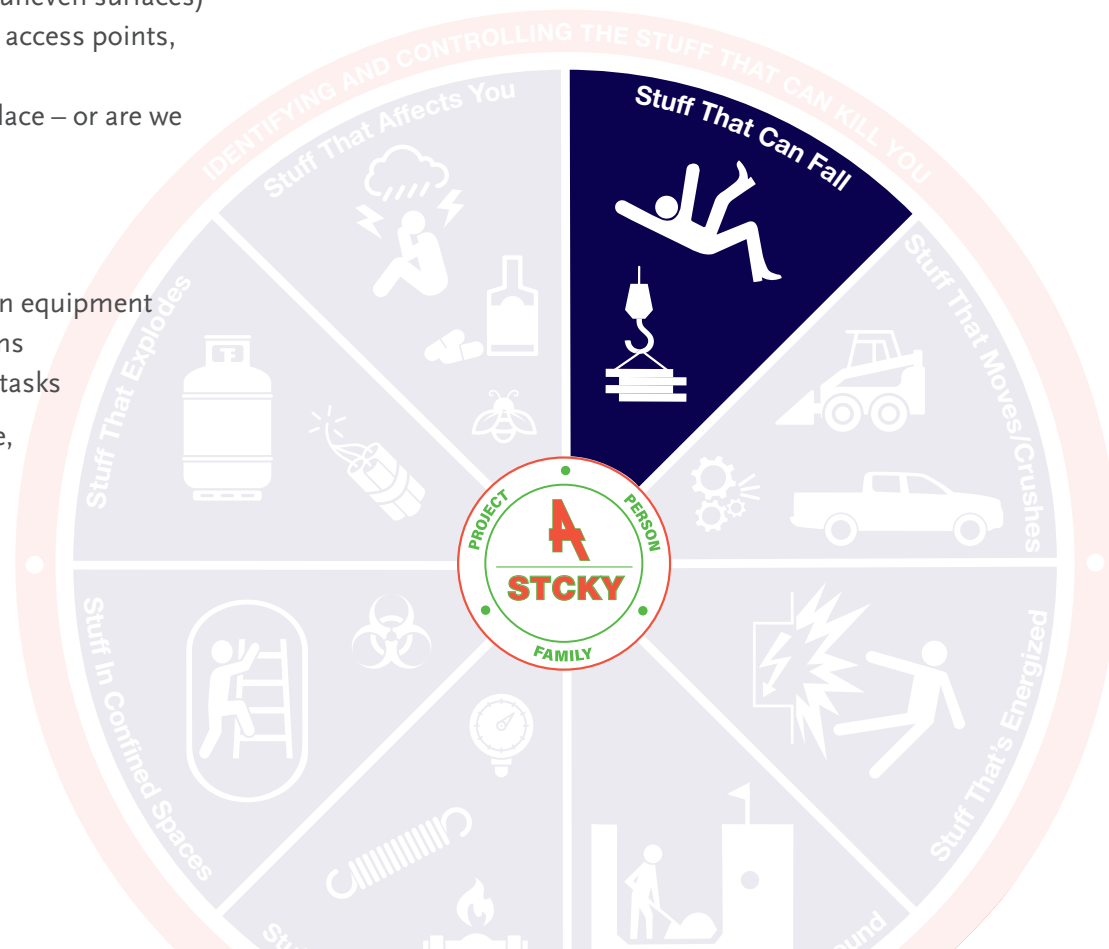 uneven surfaces)
access points,
lace – or are we
n equipment
ns
tasks
e,
IDENTIFYING AND CONTROLLING THE STUFF THAT CAN KILL YOU
Stuff That Affects You
Stuff That Can Fall
Stuff That Explodes
Stuff That Moves/Crushes
PROJECT
PERSON
STCKY
FAMILY
Stuff In Confined Spaces
Stuff That's Energized
Stu
ound